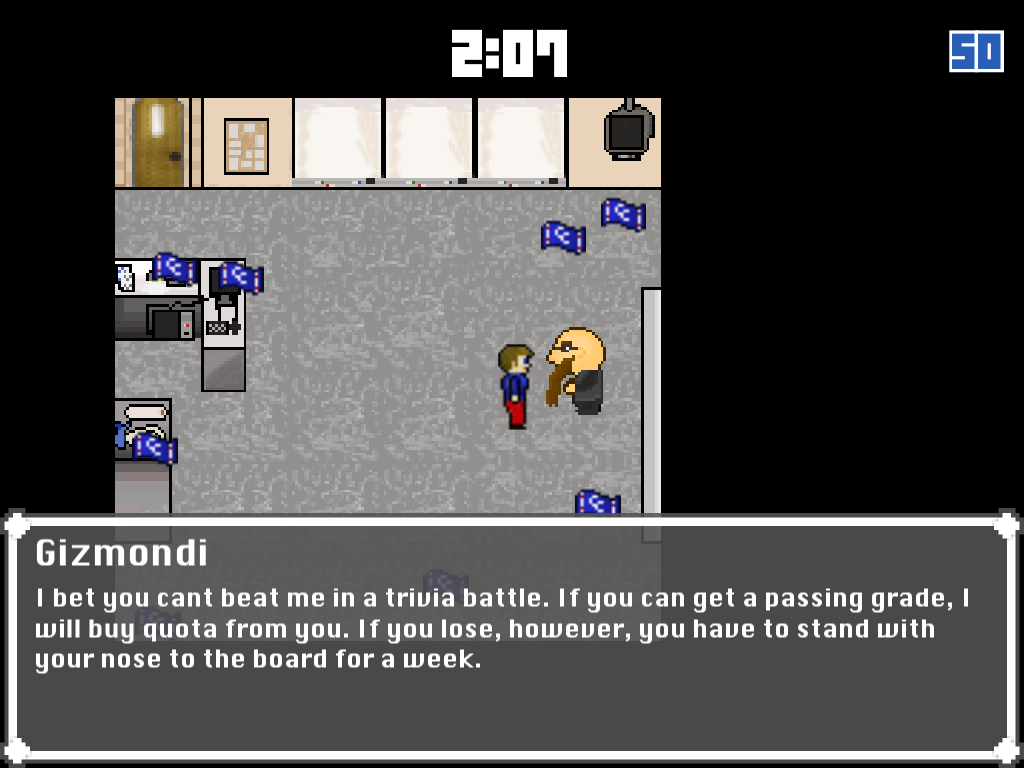 2:07
50
Gizmondi
I bet you cant beat me in a trivia battle. If you can get a passing grade, I
will buy quota from you. If you lose, however, you have to stand with
your nose to the board for a week.